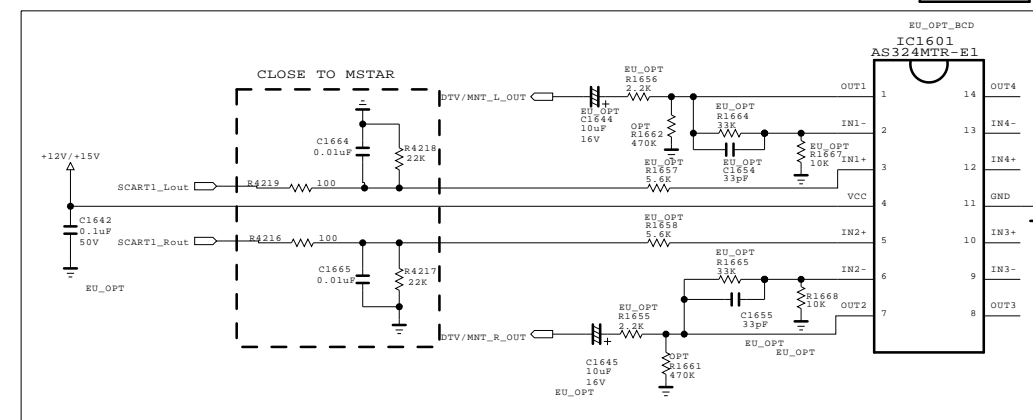 EU_OPT_BCD
IC1601
AS324MTR-E1
CLOSE TO MSTAR
EU_OPT
R1656
2.2K
DTV/MNT_L_OUT
EU_OPT
C1644
10uF
16V
OPT
R1662
470K
EU_OPT
R1664
33K
EU_OPT
C1654
33pF
EU_OPT
R1667
10K
OUT1
1
14
OUT4
IN1-
2
13
IN4-
IN1+
3
12
IN4+
VCC
4
11
GND
IN2+
5
10
IN3+
IN2-
6
9
IN3-
OUT2
7
8
OUT3
C1664
0.01uF
R4218
22K
+12V/+15V
SCART1_Lout
R4219
100
EU_OPT
R1657
5.6K
C1642
0.1uF
50V
EU_OPT
SCART1_Rout
R4216
100
EU_OPT
R1658
5.6K
C1665
0.01uF
R4217
22K
EU_OPT
R1665
33K
C1655
33pF
EU_OPT
R1668
10K
EU_OPT
EU_OPT
R1655
2.2K
DTV/MNT_R_OUT
C1645
10uF
16V
EU_OPT
OPT
R1661
470K